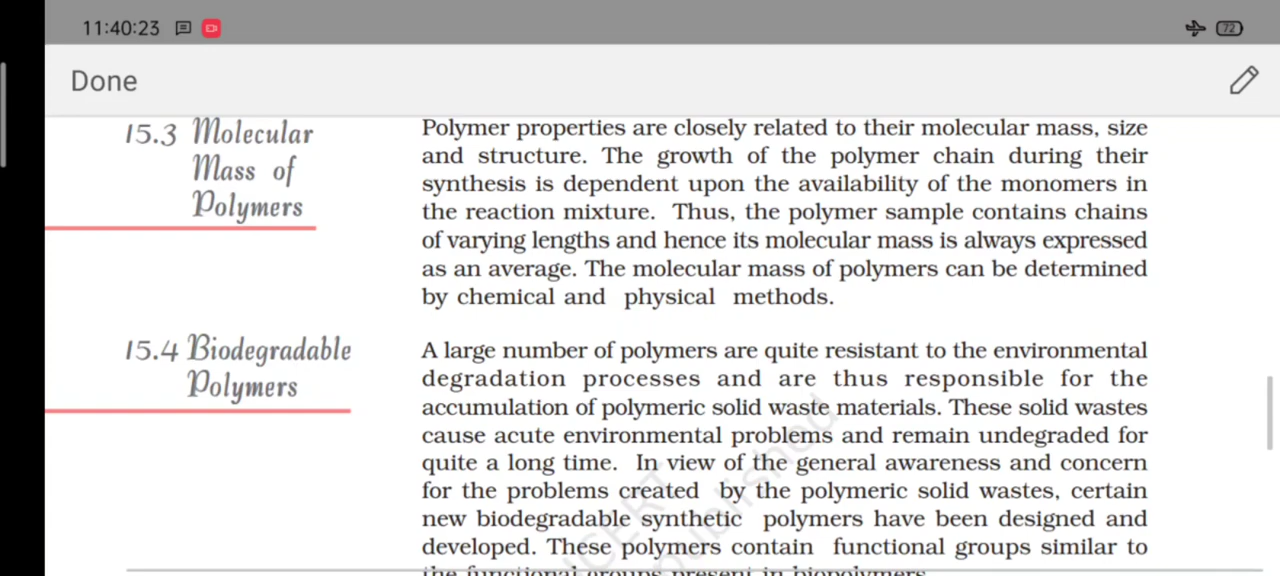 11:40:23
72
Done
15.3 Molecular
Mass of
Polymers
Polymer properties are closely related to their molecular mass, size
and structure. The growth of the polymer chain during their
synthesis is dependent upon the availability of the monomers in
the reaction mixture. Thus, the polymer sample contains chains
of varying lengths and hence its molecular mass is always expressed
as an average. The molecular mass of polymers can be determined
by chemical and physical methods.
15.4 Biodegradable
Polymers
A large number of polymers are quite resistant to the environmental
degradation processes and are thus responsible for the
accumulation of polymeric solid waste materials. These solid wastes
cause acute environmental problems and remain undegraded for
quite a long time. In view of the general awareness and concern
for the problems created by the polymeric solid wastes, certain
new biodegradable synthetic polymers have been designed and
developed. These polymers contain functional groups similar to
the functional groups present in biopolymers.
NCERT
published